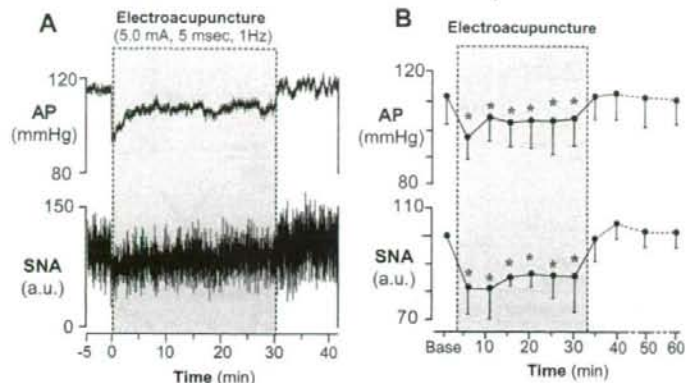 A
Electroacupuncture
(5.0 mA, 5 msec, 1Hz)
120
AP
(mmHg)
80
150
SNA
(a.u.)
0
-5 0 10 20 30 40
Time (min)
B
Electroacupuncture
120
AP
(mmHg)
80
* * * * * *
110
SNA
(a.u.)
70
* * * * * *
Base 10 20 30 40 50 60
Time (min)